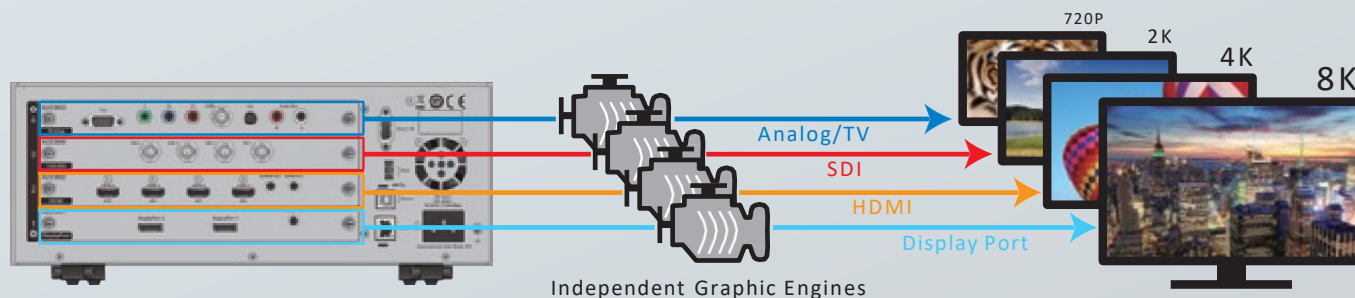 720P
2K
4K
8K
Analog/TV
SDI
HDMI
Display Port
Independent Graphic Engines